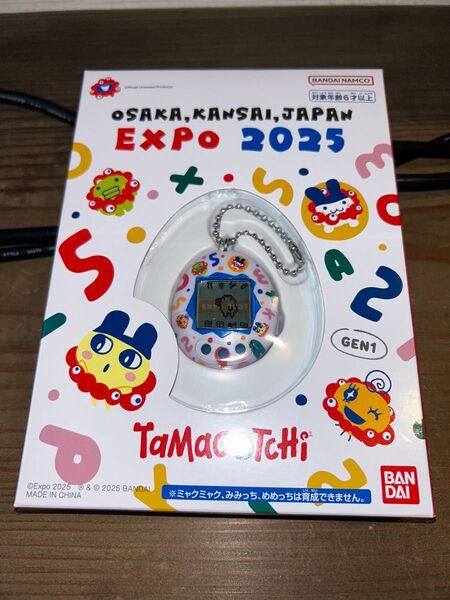 Official Licensed Products
BANDAI NAMCO
対象年齢6才以上
OSAKA, KANSAI, JAPAN
EXPO 2025
GEN1
TaMaGOTCHi
©Expo 2025 ® & © 2025 BANDAI
MADE IN CHINA
※ミャクミャク、みみっち、めめっちは育成できません。
BAN
DAI